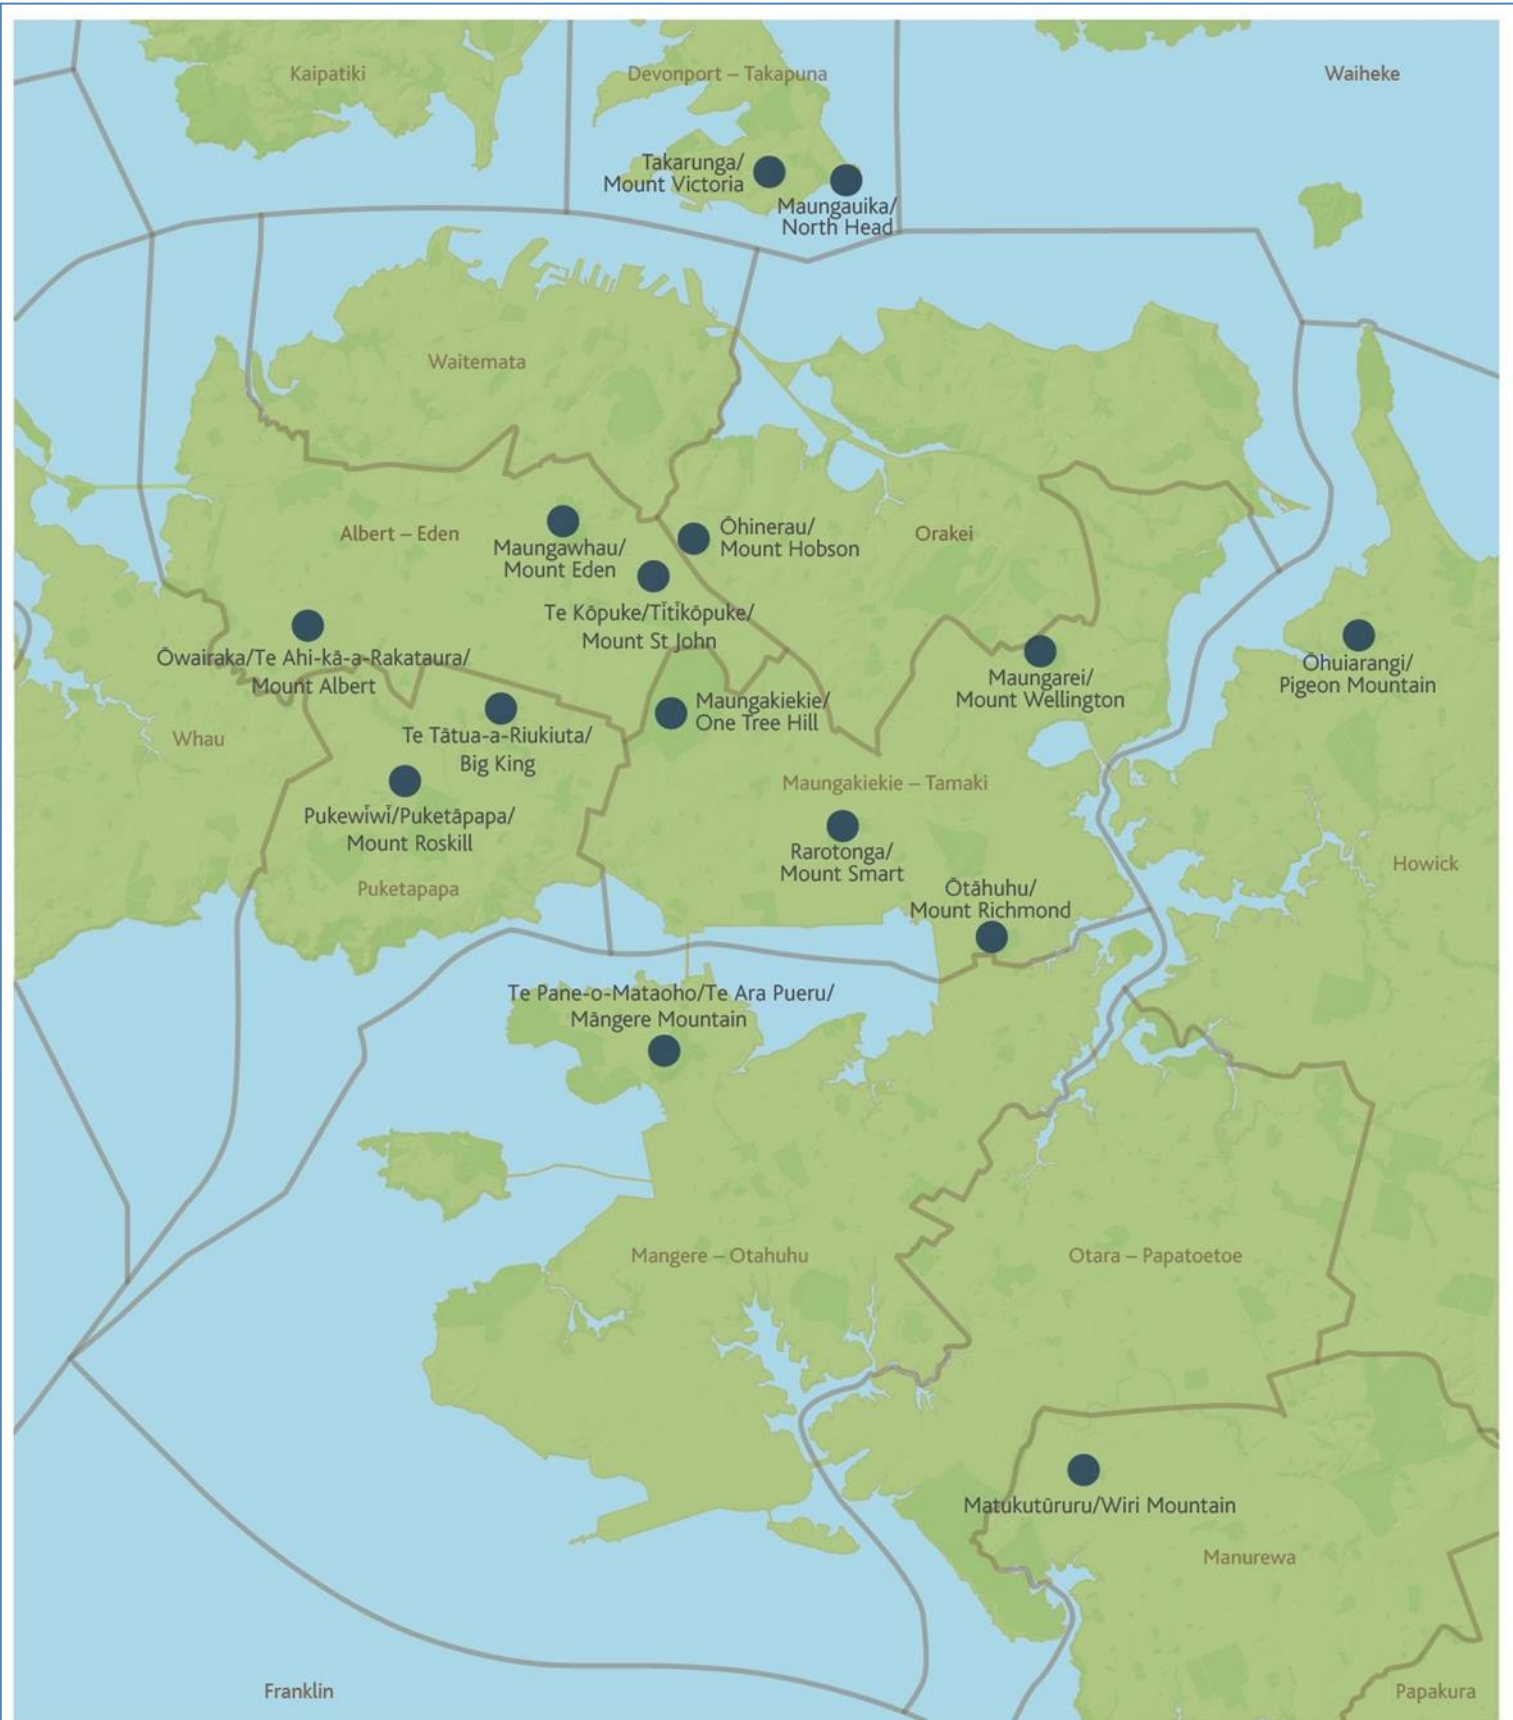 Kaipatiki
Devonport – Takapuna
Waiheke
Takarunga/
Mount Victoria
Maungauika/
North Head
Waitemata
Albert – Eden
Maungawhau/
Mount Eden
Ōhinerau/
Mount Hobson
Orakei
Te Kōpuke/Tītīkōpuke/
Mount St John
Ōwairaka/Te Ahi-kā-a-Rakataura/
Mount Albert
Maungarei/
Mount Wellington
Ōhuiarangi/
Pigeon Mountain
Maungakiekie/
One Tree Hill
Whau
Te Tātua-a-Riukiuta/
Big King
Maungakiekie – Tamaki
Pukewīwī/Puketāpapa/
Mount Roskill
Rarotonga/
Mount Smart
Howick
Puketapapa
Ōtāhuhu/
Mount Richmond
Te Pane-o-Mataoho/Te Ara Pueru/
Māngere Mountain
Mangere – Otahuhu
Otara – Papatoetoe
Matukutūruru/Wiri Mountain
Manurewa
Franklin
Papakura